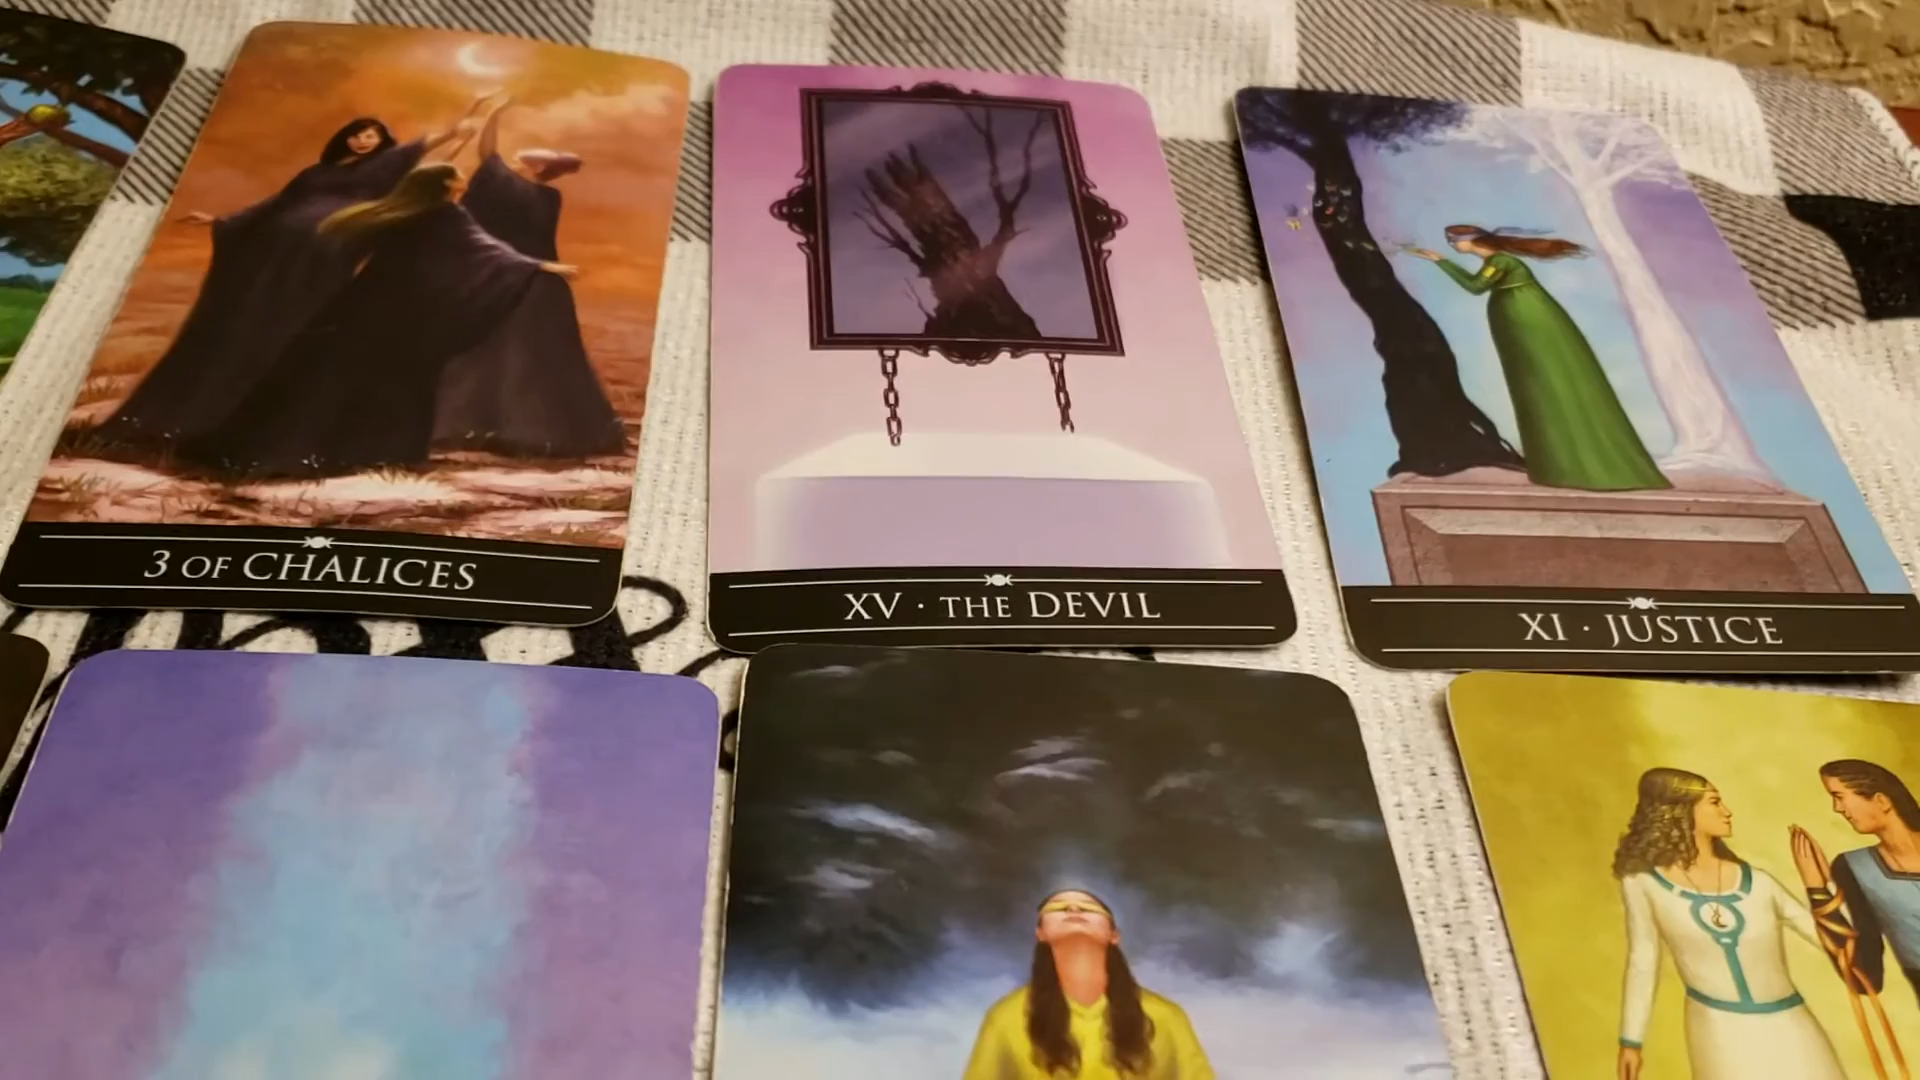 3 OF CHALICES
XV · THE DEVIL
XI · JUSTICE